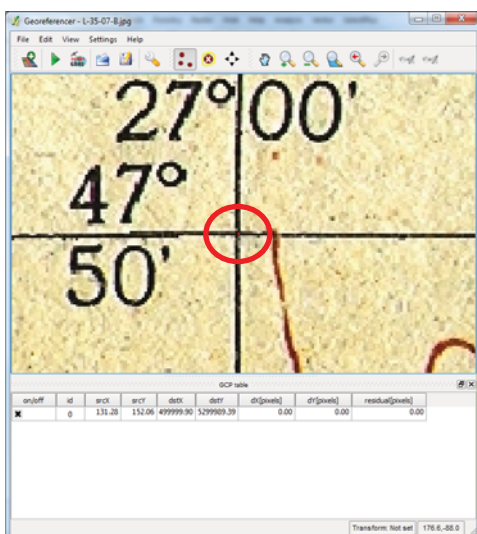 Georeferencer - L-35-07-B.jpg
File Edit View Settings Help
27°00'
47°
50'
GCP table
on/off id srcX srcY dstX dstY dX[pixels] dY[pixels] residual[pixels]
0 131.28 152.06 499999.90 5299989.39 0.00 0.00 0.00
Transform: Not set 176.6,-88.0